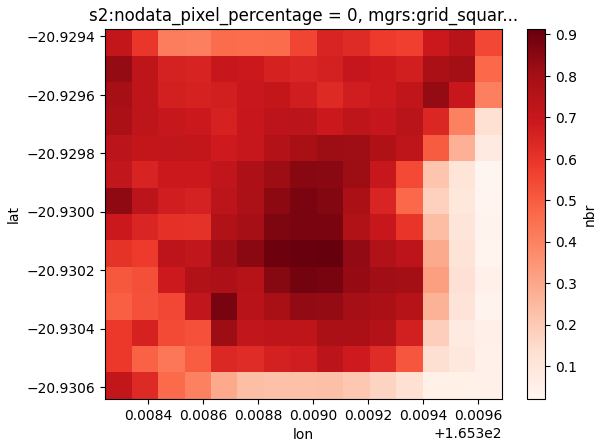 s2:nodata_pixel_percentage = 0, mgrs:grid_squar...
−20.9294
−20.9296
−20.9298
−20.9300
−20.9302
−20.9304
−20.9306
lat
0.0084 0.0086 0.0088 0.0090 0.0092 0.0094 0.0096
lon
+1.653e2
0.9
0.8
0.7
0.6
0.5
0.4
0.3
0.2
0.1
nbr